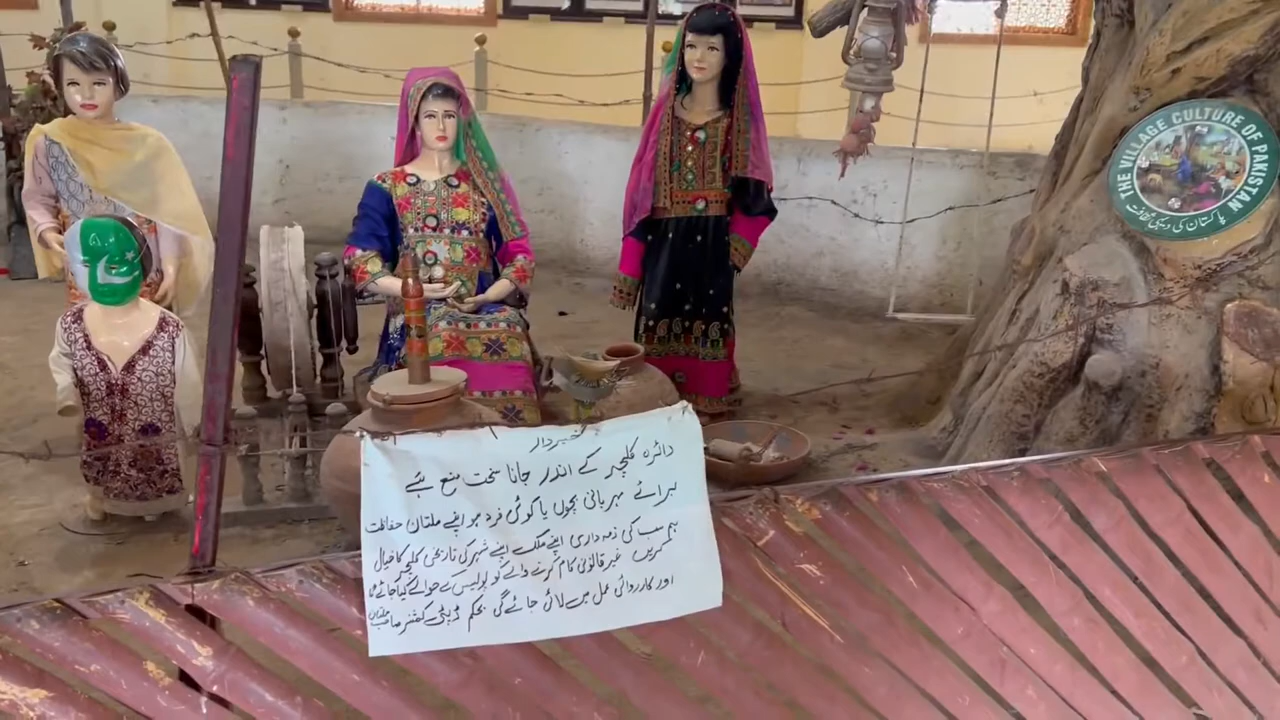 THE VILLAGE CULTURE OF PAKISTAN
پاکستان کی دیہی ثقافت
خبردار
دائرہ کلچر کے اندر جانا سخت منع ہے
برائے مہربانی بچوں یا کوئی فرد ہو اپنے ملتان حفاظت
ہم سب کی ذمہ داری اپنے ملک اپنے شہر کی تاریخی کلچر کا خیال
کریں غیر قانونی کام کرنے والے کو پولیس کے حوالے کیا جائے گا
اور کارروائی عمل میں لائی جائے گی بحکم ڈپٹی کمشنر صاحب ملتان